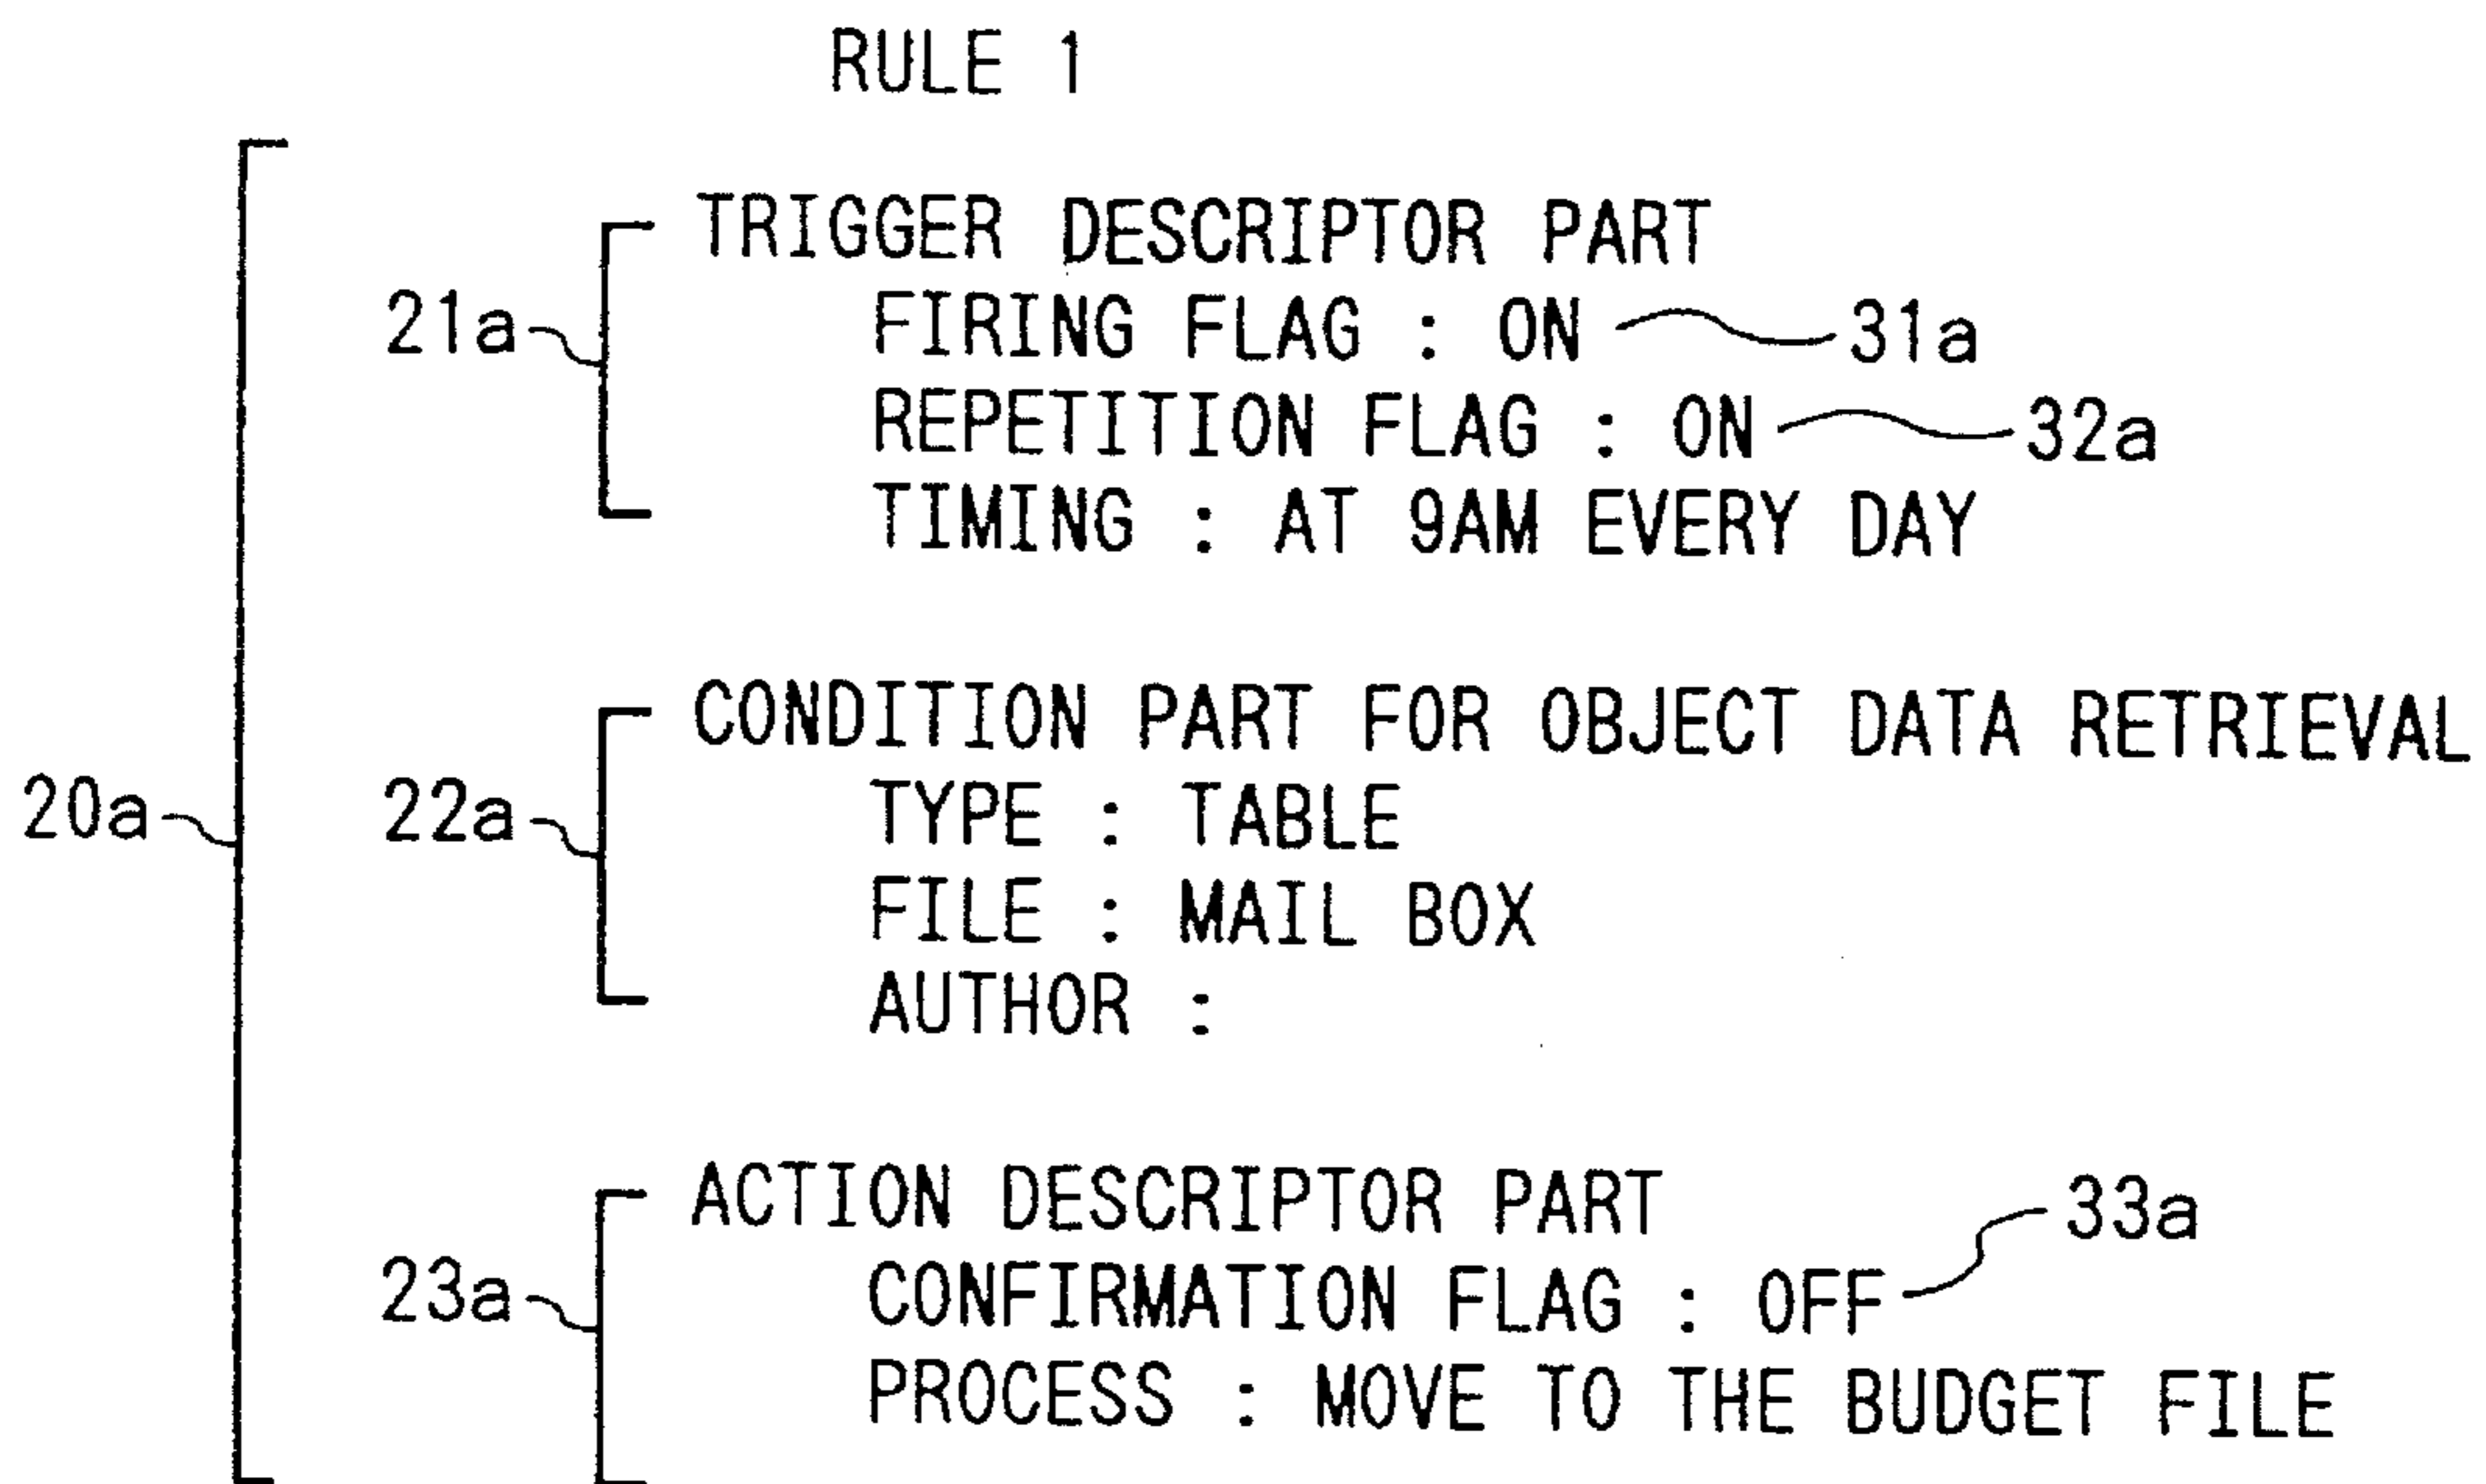 RULE 1
TRIGGER DESCRIPTOR PART
21a FIRING FLAG : ON 31a
REPETITION FLAG : ON 32a
TIMING : AT 9AM EVERY DAY
CONDITION PART FOR OBJECT DATA RETRIEVAL
20a 22a TYPE : TABLE
FILE : MAIL BOX
AUTHOR :
ACTION DESCRIPTOR PART 33a
23a CONFIRMATION FLAG : OFF
PROCESS : MOVE TO THE BUDGET FILE